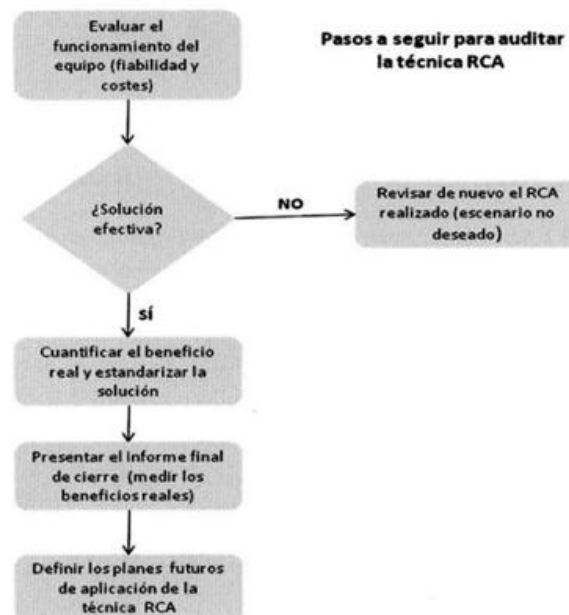 Evaluar el
funcionamiento del
equipo (fiabilidad y
costes)
Pasos a seguir para auditar
la técnica RCA
¿Solución
efectiva?
NO
Revisar de nuevo el RCA
realizado (escenario no
deseado)
SÍ
Cuantificar el beneficio
real y estandarizar la
solución
Presentar el informe final
de cierre (medir los
beneficios reales)
Definir los planes futuros
de aplicación de la
técnica RCA